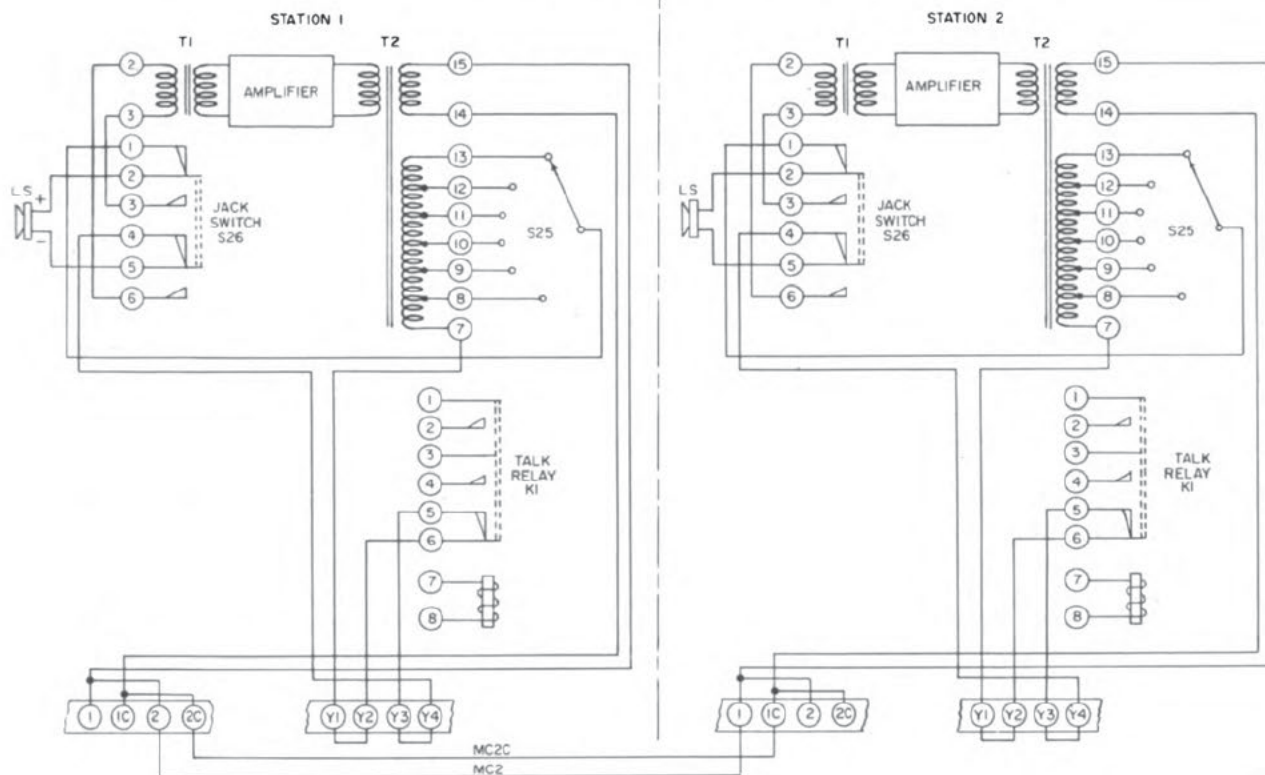 STATION 1
T1
T2
AMPLIFIER
2
3
1
2
3
4
5
6
LS
+
-
JACK
SWITCH
S26
15
14
13
12
11
10
9
8
7
S25
1
2
3
4
5
6
7
8
TALK
RELAY
K1
1
1C
2
2C
Y1
Y2
Y3
Y4
STATION 2
T1
T2
AMPLIFIER
2
3
1
2
3
4
5
6
LS
+
-
JACK
SWITCH
S26
15
14
13
12
11
10
9
8
7
S25
1
2
3
4
5
6
7
8
TALK
RELAY
K1
1
1C
2
2C
Y1
Y2
Y3
Y4
MC2C
MC2